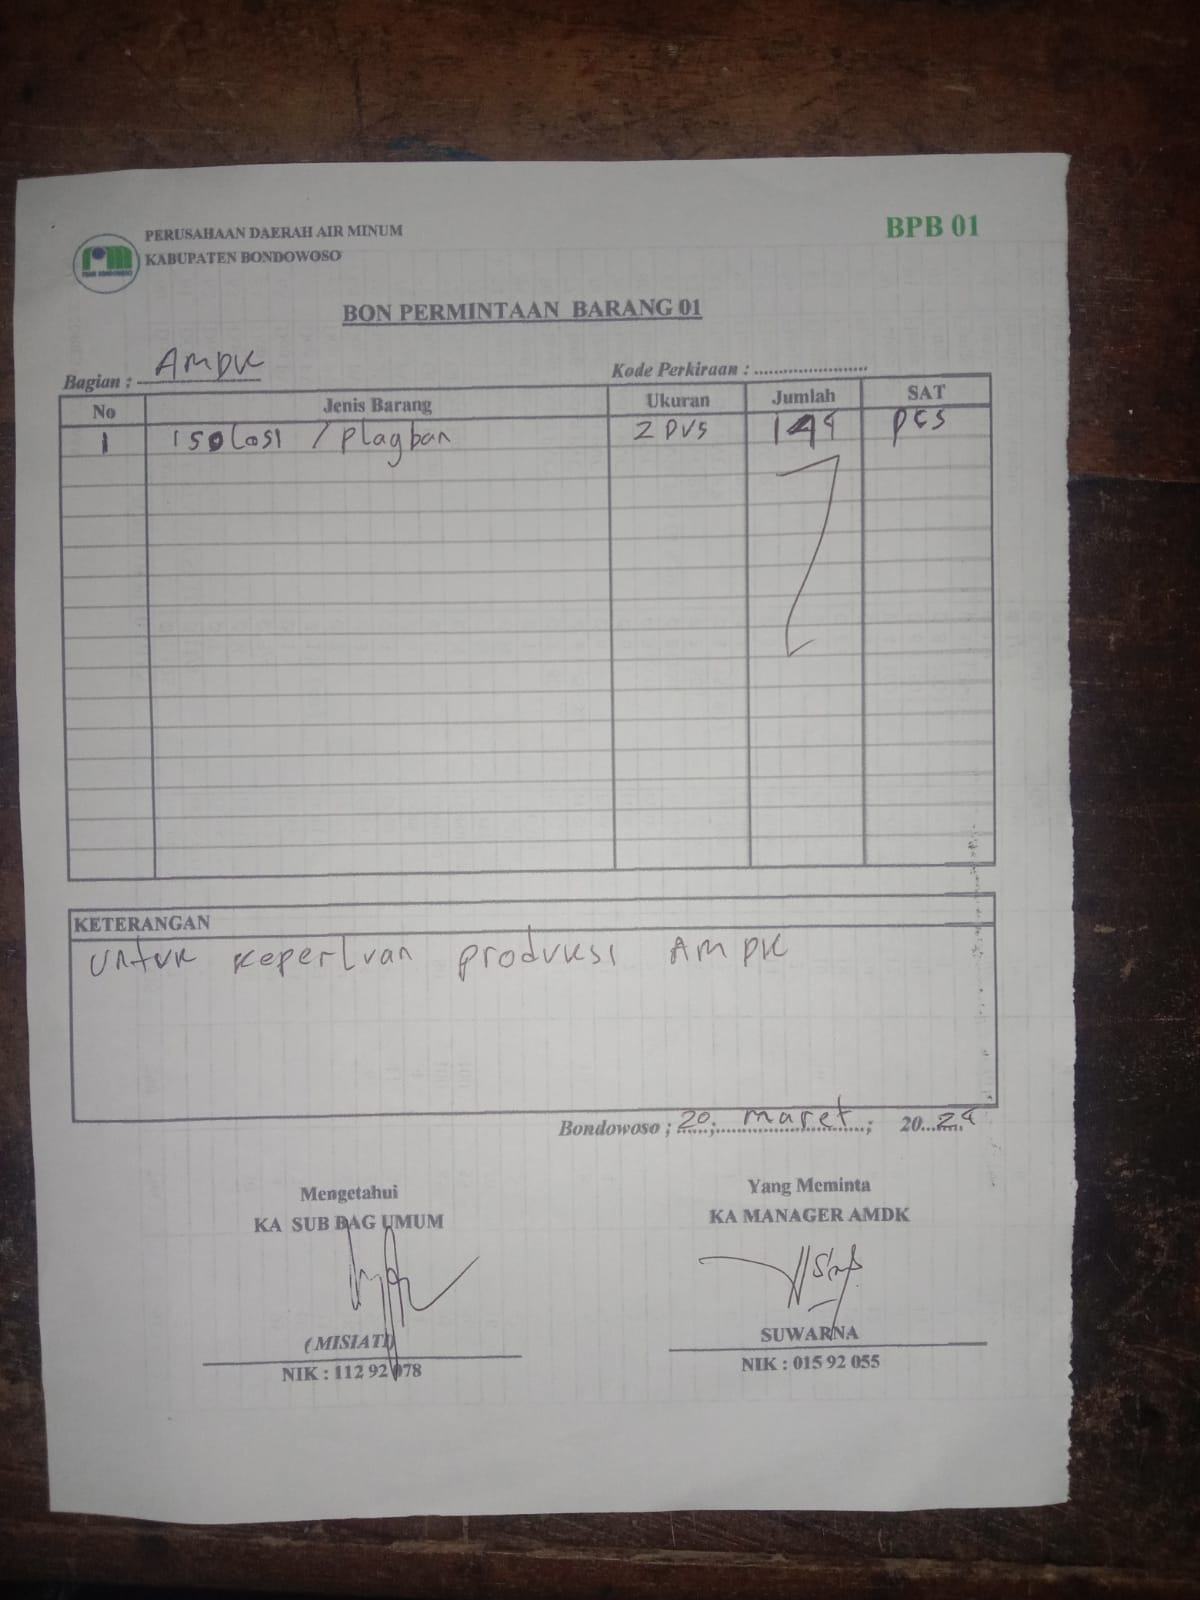 PERUSAHAAN DAERAH AIR MINUM
KABUPATEN BONDOWOSO
BPB 01
BON PERMINTAAN BARANG 01
Bagian : AMDK
Kode Perkiraan : ......................
No Jenis Barang Ukuran Jumlah SAT
1 isolasi / plagban 2 DVS 144 pcs
KETERANGAN
untuk keperluan produksi AMDK
Bondowoso ; 20 ; maret ; 2024
Mengetahui
KA SUB BAG UMUM
(MISIATI)
NIK : 112 92 078
Yang Meminta
KA MANAGER AMDK
SUWARNA
NIK : 015 92 055